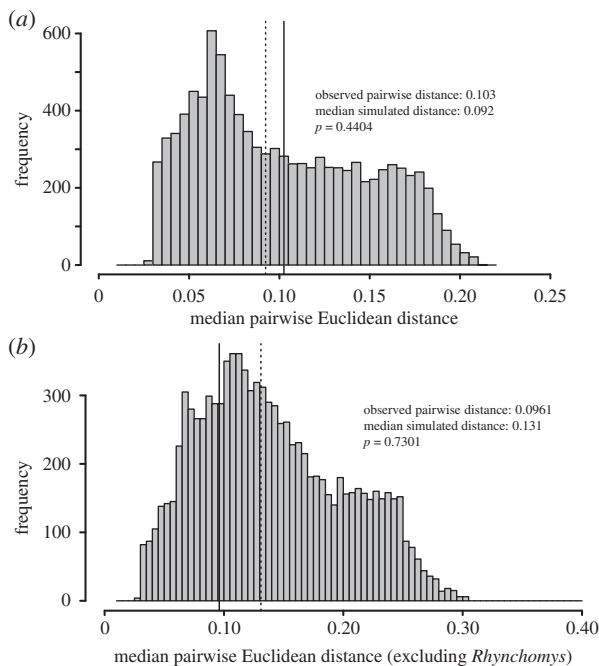 (a)
600
400
200
0
frequency
observed pairwise distance: 0.103
median simulated distance: 0.092
p = 0.4404
0 0.05 0.10 0.15 0.20 0.25
median pairwise Euclidean distance
(b)
300
200
100
0
frequency
observed pairwise distance: 0.0961
median simulated distance: 0.131
p = 0.7301
0 0.10 0.20 0.30 0.40
median pairwise Euclidean distance (excluding Rhynchomys)